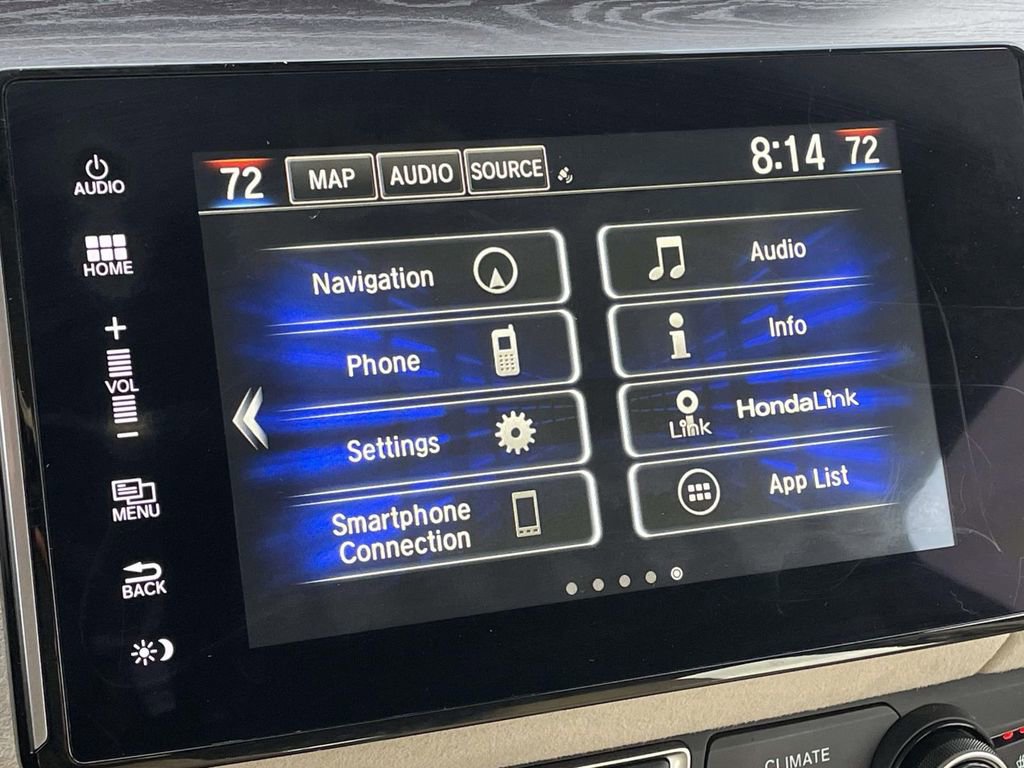 AUDIO
HOME
+
VOL
-
MENU
BACK
72 MAP AUDIO SOURCE 8:14 72
Navigation
Phone
Settings
Smartphone
Connection
Audio
Info
Link HondaLink
App List
CLIMATE